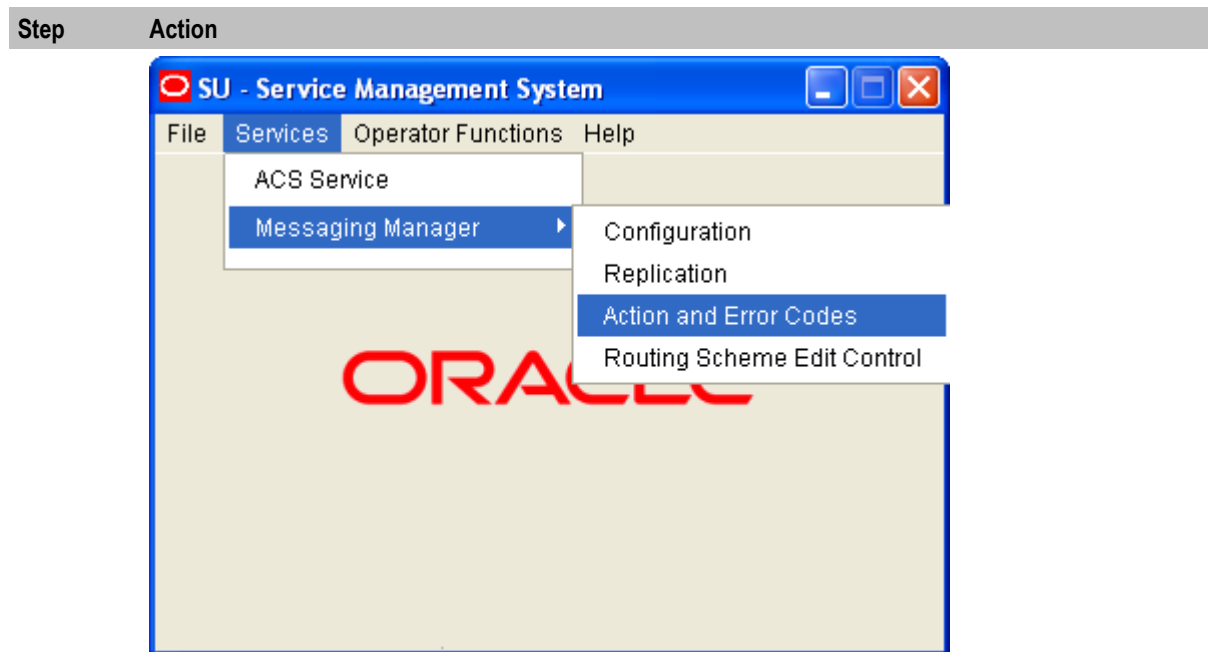 Step Action
SU - Service Management System
File Services Operator Functions Help
ACS Service
Messaging Manager
Configuration
Replication
Action and Error Codes
Routing Scheme Edit Control
ORACLE